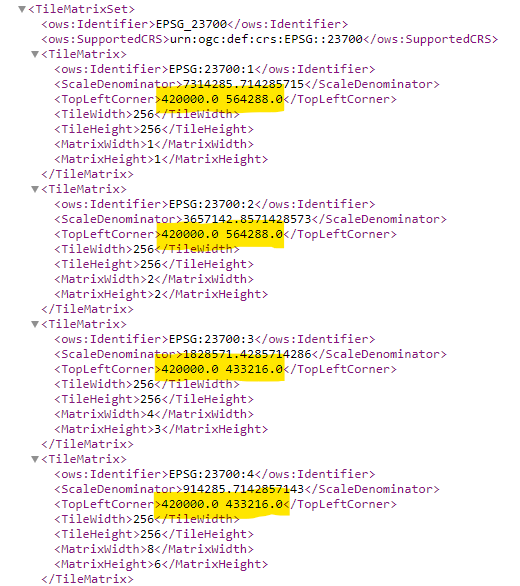 ▼<TileMatrixSet>
<ows:Identifier>EPSG_23700</ows:Identifier>
<ows:SupportedCRS>urn:ogc:def:crs:EPSG::23700</ows:SupportedCRS>
▼<TileMatrix>
<ows:Identifier>EPSG:23700:1</ows:Identifier>
<ScaleDenominator>7314285.714285715</ScaleDenominator>
<TopLeftCorner>420000.0 564288.0</TopLeftCorner>
<TileWidth>256</TileWidth>
<TileHeight>256</TileHeight>
<MatrixWidth>1</MatrixWidth>
<MatrixHeight>1</MatrixHeight>
</TileMatrix>
▼<TileMatrix>
<ows:Identifier>EPSG:23700:2</ows:Identifier>
<ScaleDenominator>3657142.8571428573</ScaleDenominator>
<TopLeftCorner>420000.0 564288.0</TopLeftCorner>
<TileWidth>256</TileWidth>
<TileHeight>256</TileHeight>
<MatrixWidth>2</MatrixWidth>
<MatrixHeight>2</MatrixHeight>
</TileMatrix>
▼<TileMatrix>
<ows:Identifier>EPSG:23700:3</ows:Identifier>
<ScaleDenominator>1828571.4285714286</ScaleDenominator>
<TopLeftCorner>420000.0 433216.0</TopLeftCorner>
<TileWidth>256</TileWidth>
<TileHeight>256</TileHeight>
<MatrixWidth>4</MatrixWidth>
<MatrixHeight>3</MatrixHeight>
</TileMatrix>
▼<TileMatrix>
<ows:Identifier>EPSG:23700:4</ows:Identifier>
<ScaleDenominator>914285.7142857143</ScaleDenominator>
<TopLeftCorner>420000.0 433216.0</TopLeftCorner>
<TileWidth>256</TileWidth>
<TileHeight>256</TileHeight>
<MatrixWidth>8</MatrixWidth>
<MatrixHeight>6</MatrixHeight>
</TileMatrix>